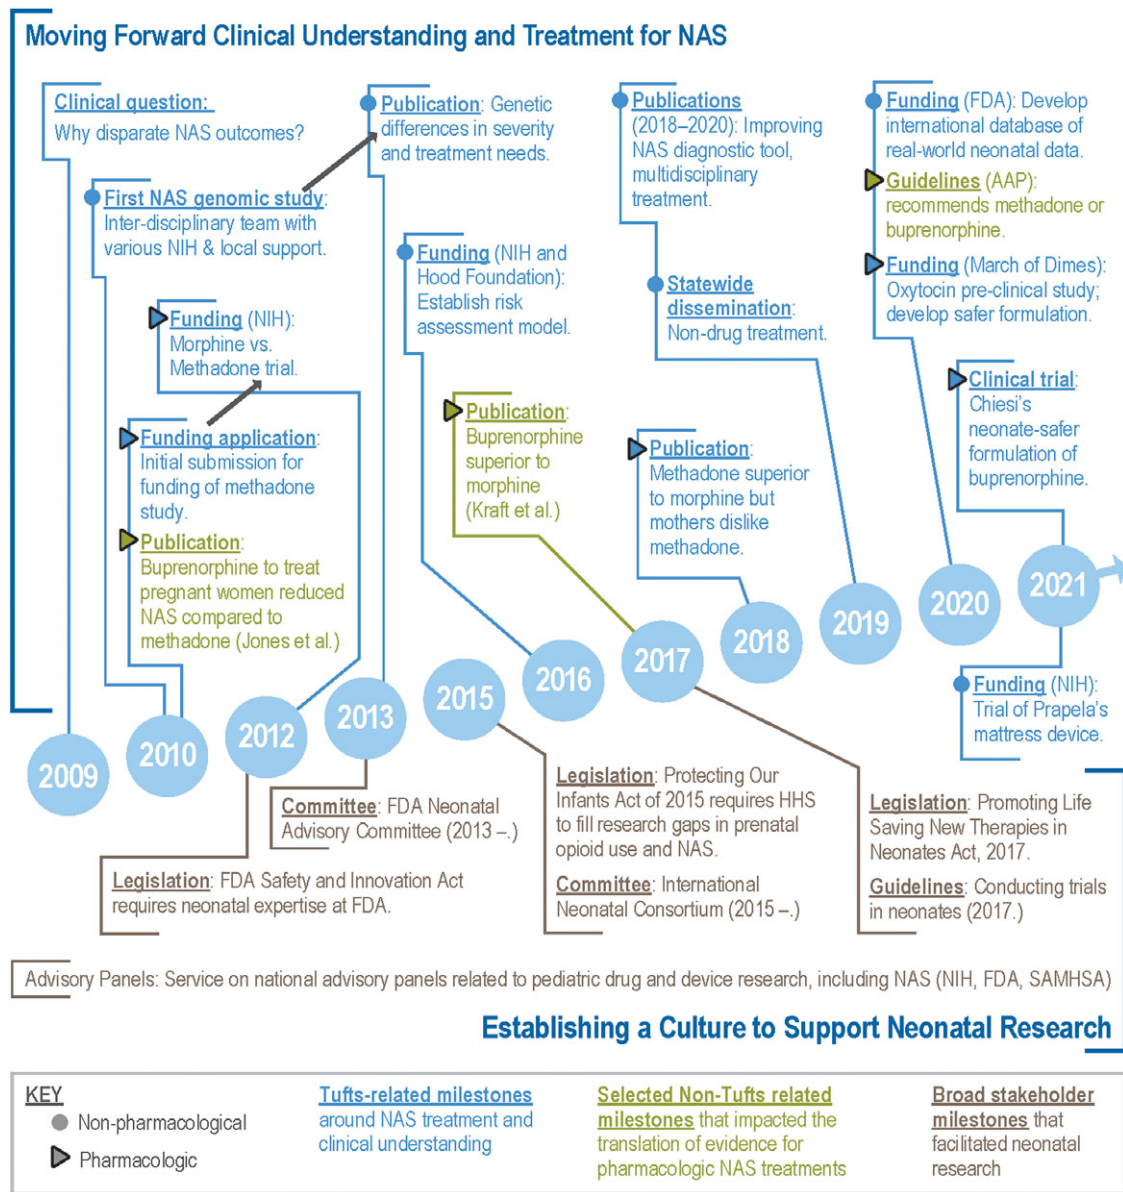 Moving Forward Clinical Understanding and Treatment for NAS
Clinical question:
Why disparate NAS outcomes?
First NAS genomic study:
Inter-disciplinary team with
various NIH & local support.
Funding (NIH):
Morphine vs.
Methadone trial.
Funding application:
Initial submission for
funding of methadone
study.
Publication:
Buprenorphine to treat
pregnant women reduced
NAS compared to
methadone (Jones et al.)
Publication: Genetic
differences in severity
and treatment needs.
Funding (NIH and
Hood Foundation):
Establish risk
assessment model.
Publication:
Buprenorphine
superior to
morphine
(Kraft et al.)
Publications
(2018–2020): Improving
NAS diagnostic tool,
multidisciplinary
treatment.
Statewide
dissemination:
Non-drug treatment.
Publication:
Methadone superior
to morphine but
mothers dislike
methadone.
Funding (FDA): Develop
international database of
real-world neonatal data.
Guidelines (AAP):
recommends methadone or
buprenorphine.
Funding (March of Dimes):
Oxytocin pre-clinical study;
develop safer formulation.
Clinical trial:
Chiesi's
neonate-safer
formulation of
buprenorphine.
2009
2010
2012
2013
2015
2016
2017
2018
2019
2020
2021
Funding (NIH):
Trial of Prapela's
mattress device.
Committee: FDA Neonatal
Advisory Committee (2013 –.)
Legislation: FDA Safety and Innovation Act
requires neonatal expertise at FDA.
Legislation: Protecting Our
Infants Act of 2015 requires HHS
to fill research gaps in prenatal
opioid use and NAS.
Committee: International
Neonatal Consortium (2015 –.)
Legislation: Promoting Life
Saving New Therapies in
Neonates Act, 2017.
Guidelines: Conducting trials
in neonates (2017.)
Advisory Panels: Service on national advisory panels related to pediatric drug and device research, including NAS (NIH, FDA, SAMHSA)
Establishing a Culture to Support Neonatal Research
KEY
Non-pharmacological
Pharmacologic
Tufts-related milestones
around NAS treatment and
clinical understanding
Selected Non-Tufts related
milestones that impacted the
translation of evidence for
pharmacologic NAS treatments
Broad stakeholder
milestones that
facilitated neonatal
research